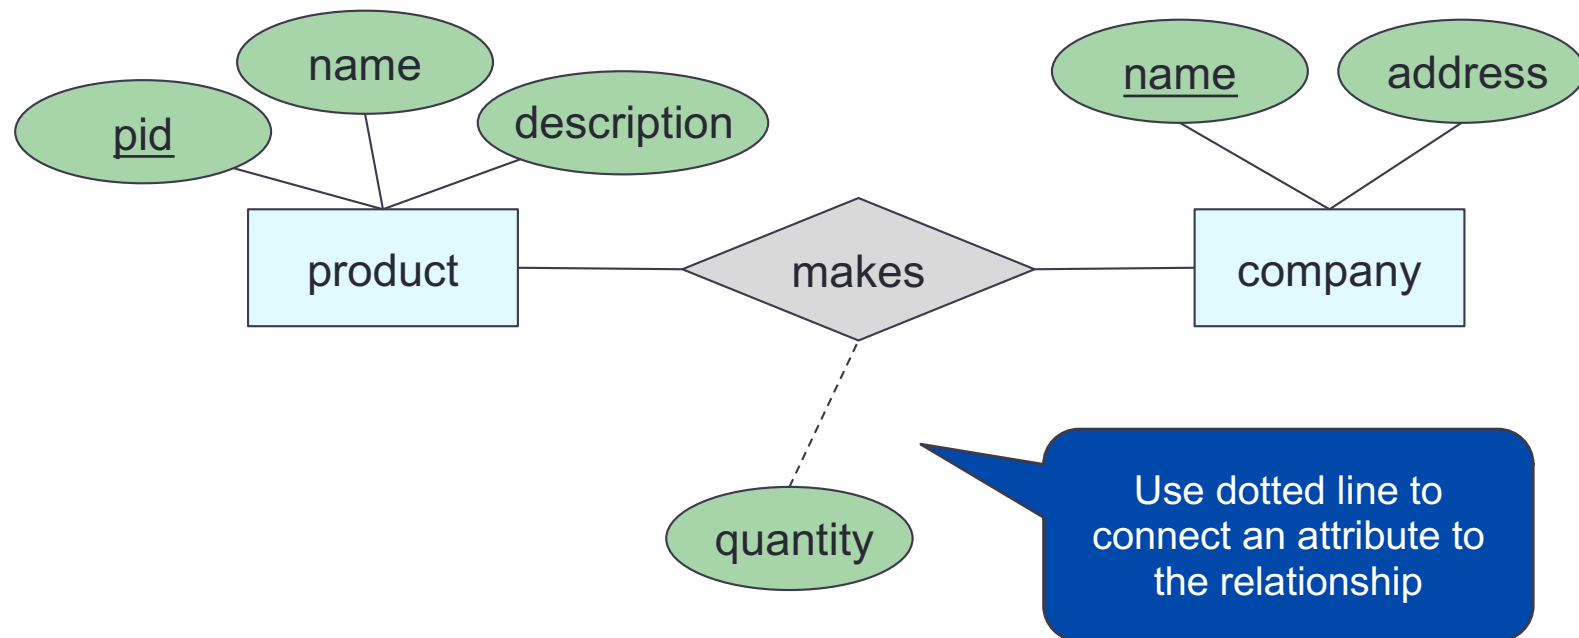 name
name
address
pid
description
product
makes
company
quantity
Use dotted line to
connect an attribute to
the relationship